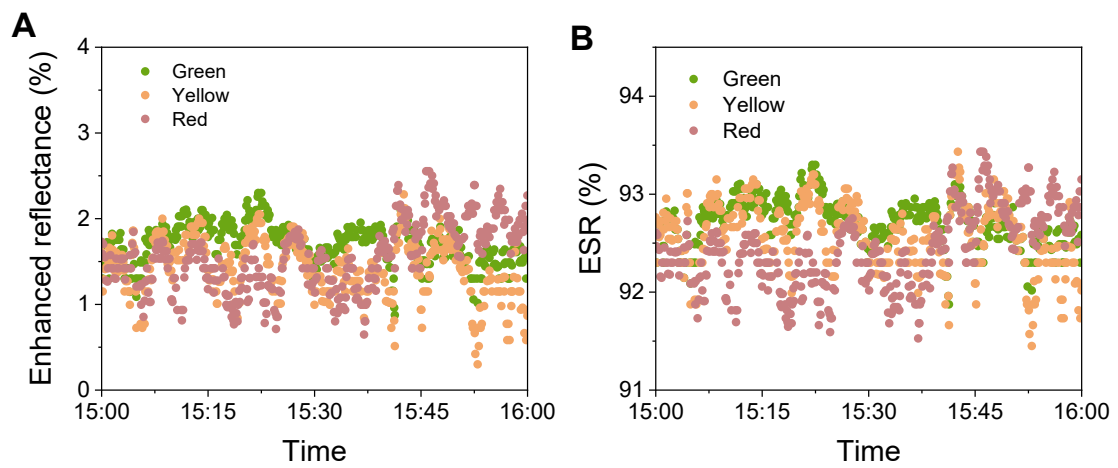 A
Enhanced reflectance (%)
4
3
2
1
0
Green
Yellow
Red
15:00
15:15
15:30
15:45
16:00
Time
B
ESR (%)
94
93
92
91
Green
Yellow
Red
15:00
15:15
15:30
15:45
16:00
Time